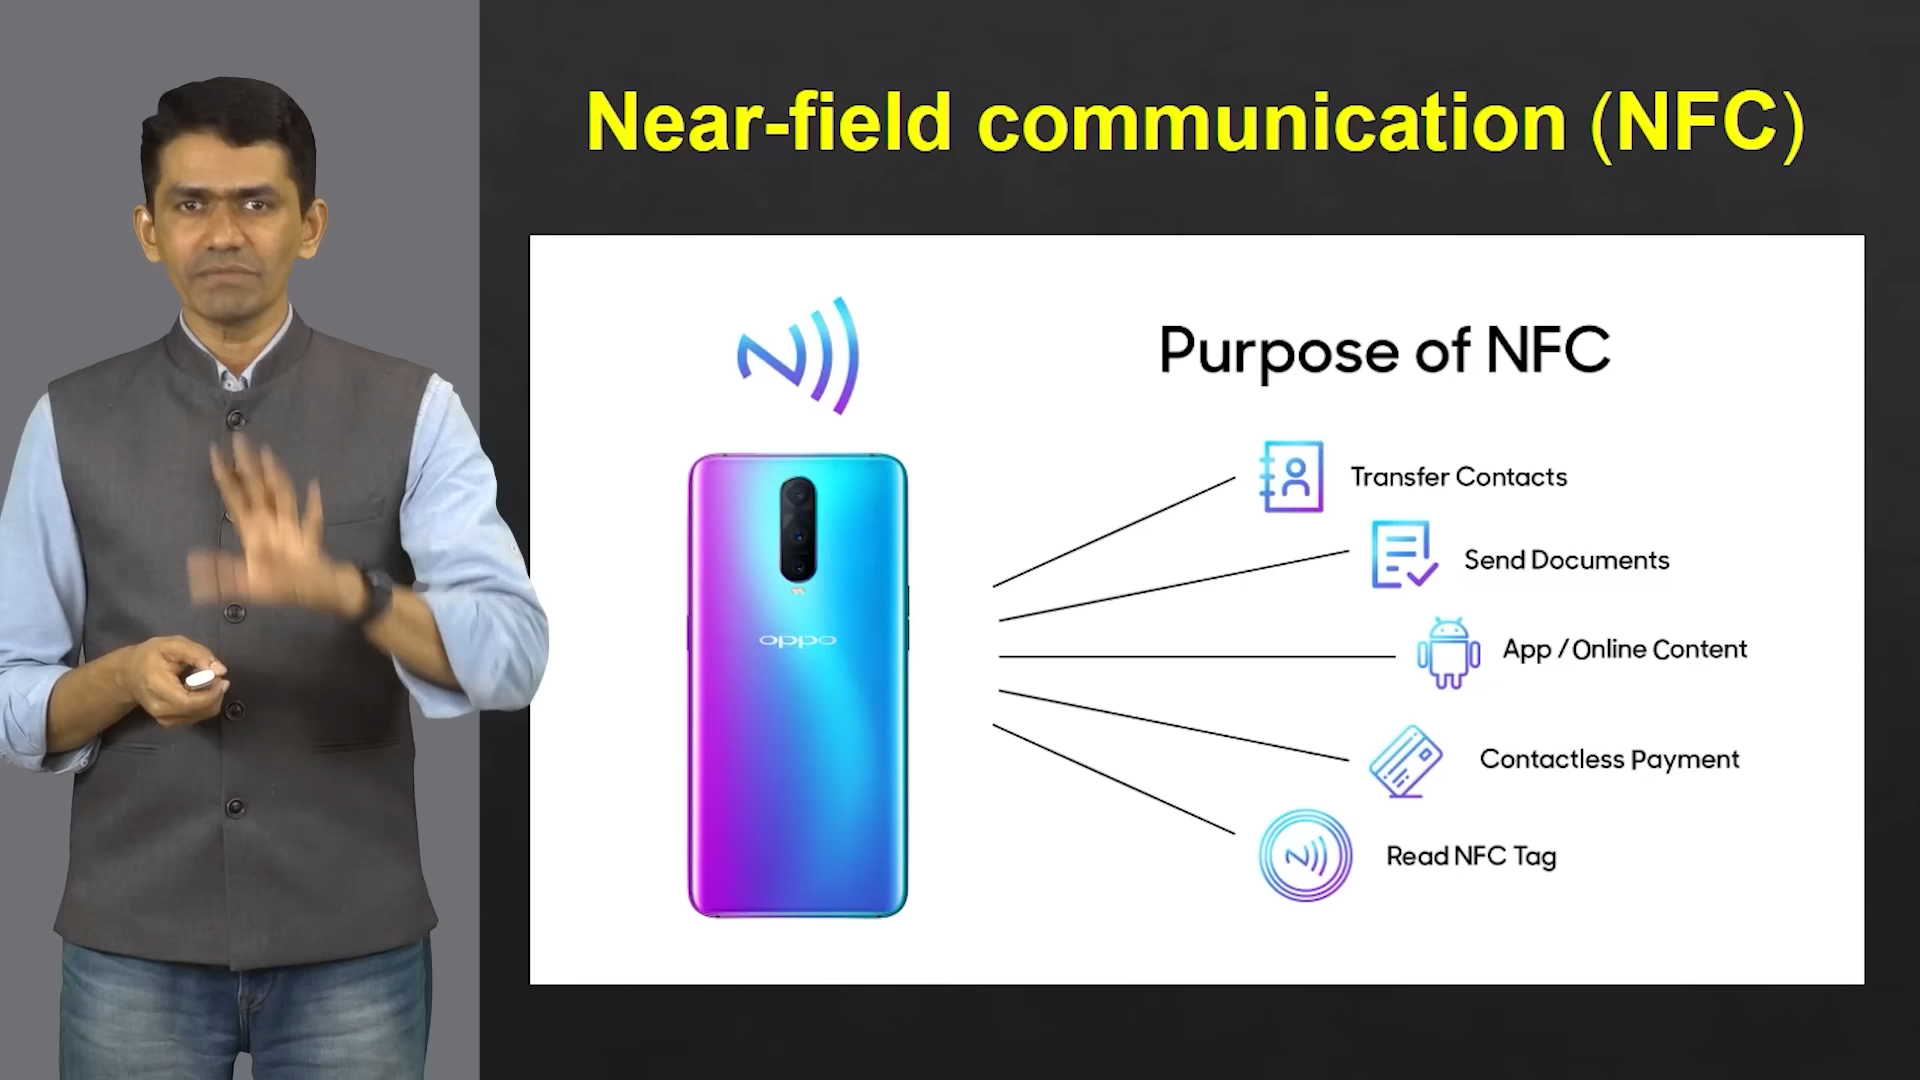 Near-field communication (NFC)
Purpose of NFC
Transfer Contacts
Send Documents
App / Online Content
Contactless Payment
Read NFC Tag
oppo